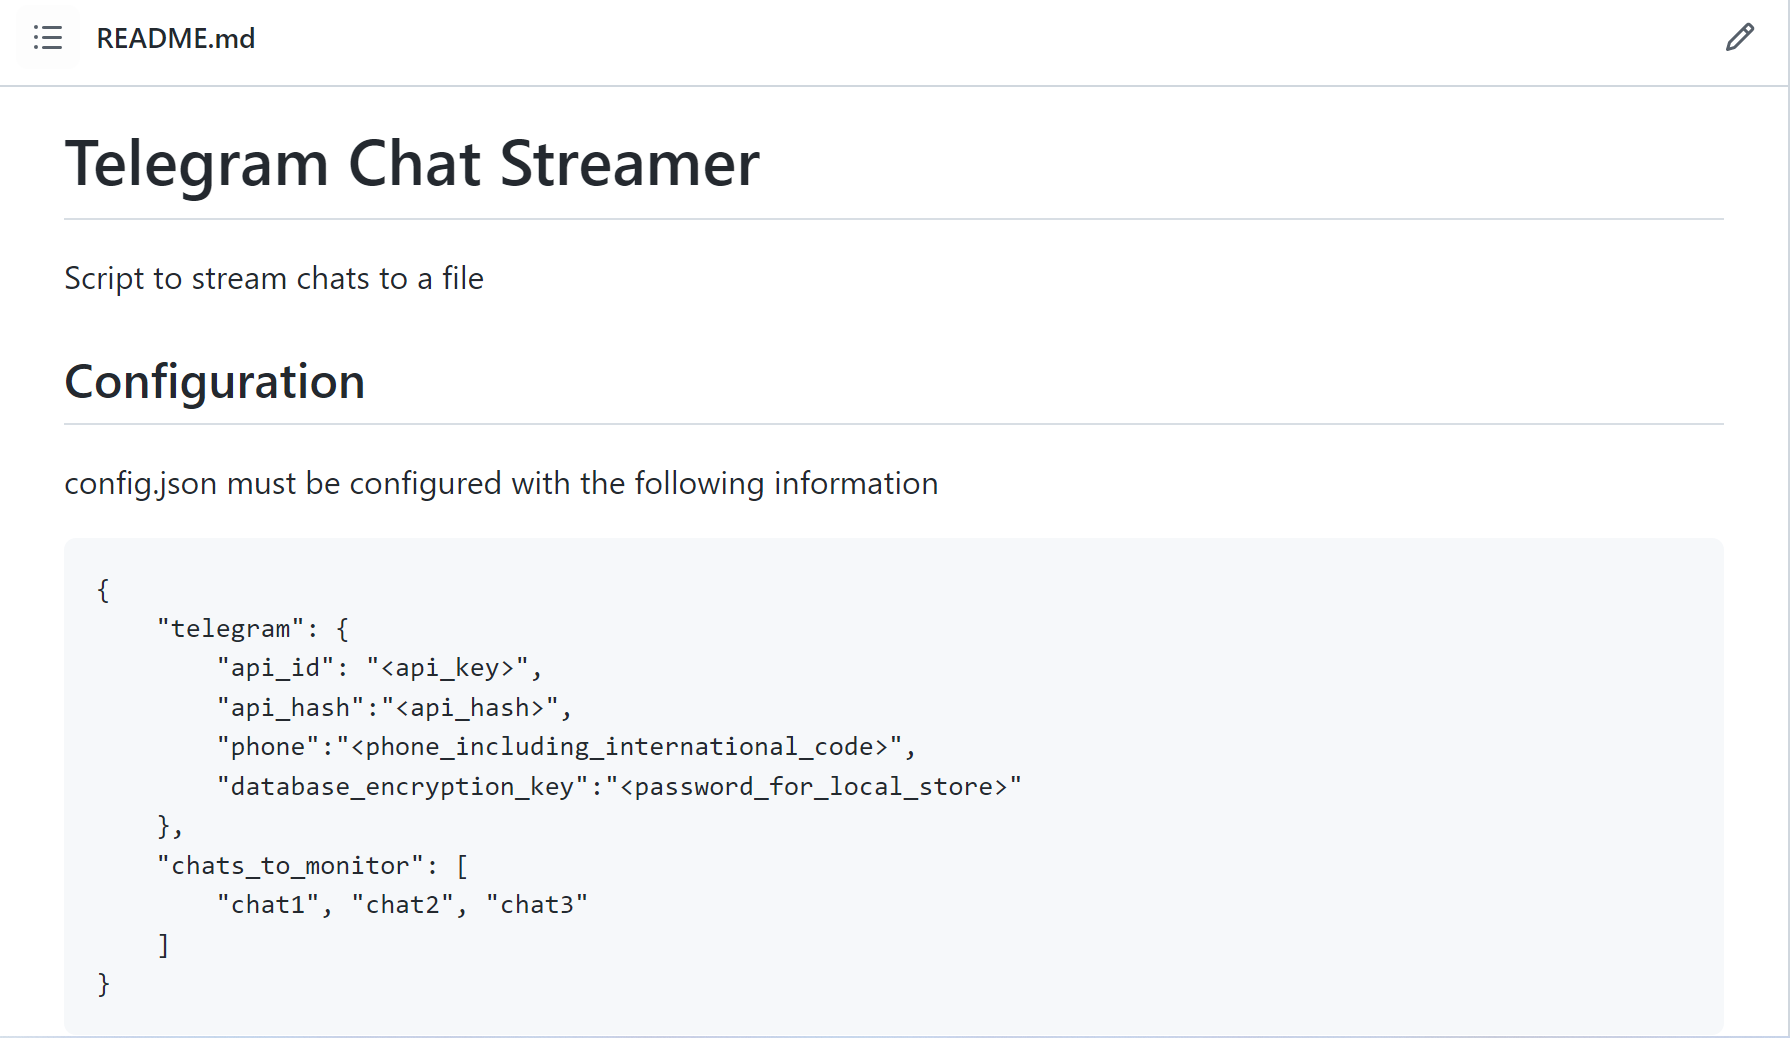 README.md
Telegram Chat Streamer
Script to stream chats to a file
Configuration
config.json must be configured with the following information
{
    "telegram": {
        "api_id": "<api_key>",
        "api_hash":"<api_hash>",
        "phone":"<phone_including_international_code>",
        "database_encryption_key":"<password_for_local_store>"
    },
    "chats_to_monitor": [
        "chat1", "chat2", "chat3"
    ]
}